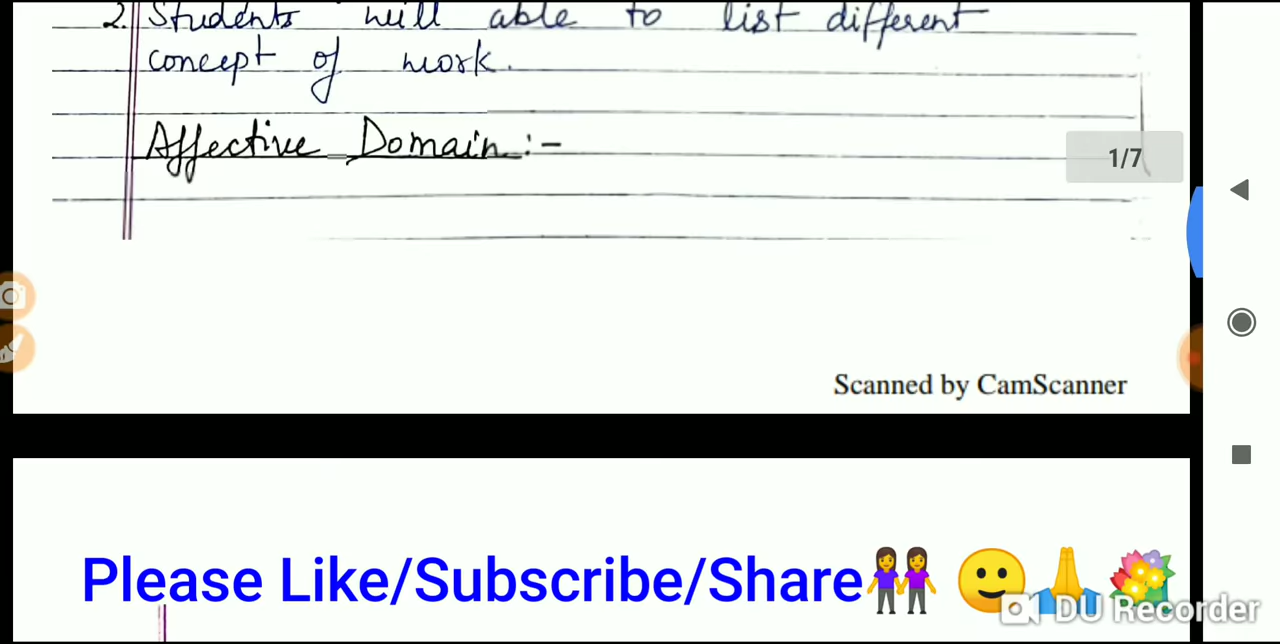 2. Students will able to list different
concept of work.
Affective Domain :-
1/7
Scanned by CamScanner
Please Like/Subscribe/Share
DU Recorder